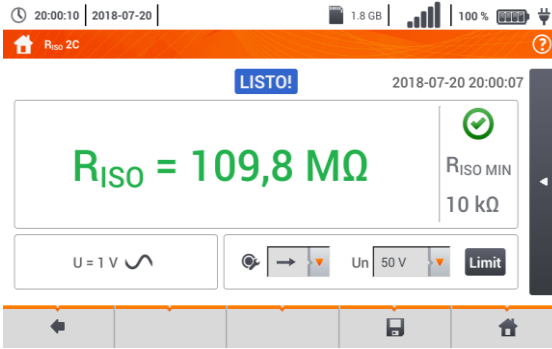 20:00:10 2018-07-20 1.8 GB 100 %
RISO 2C
LISTO! 2018-07-20 20:00:07
RISO = 109,8 MΩ
RISO MIN
10 kΩ
U = 1 V Un 50 V Limit